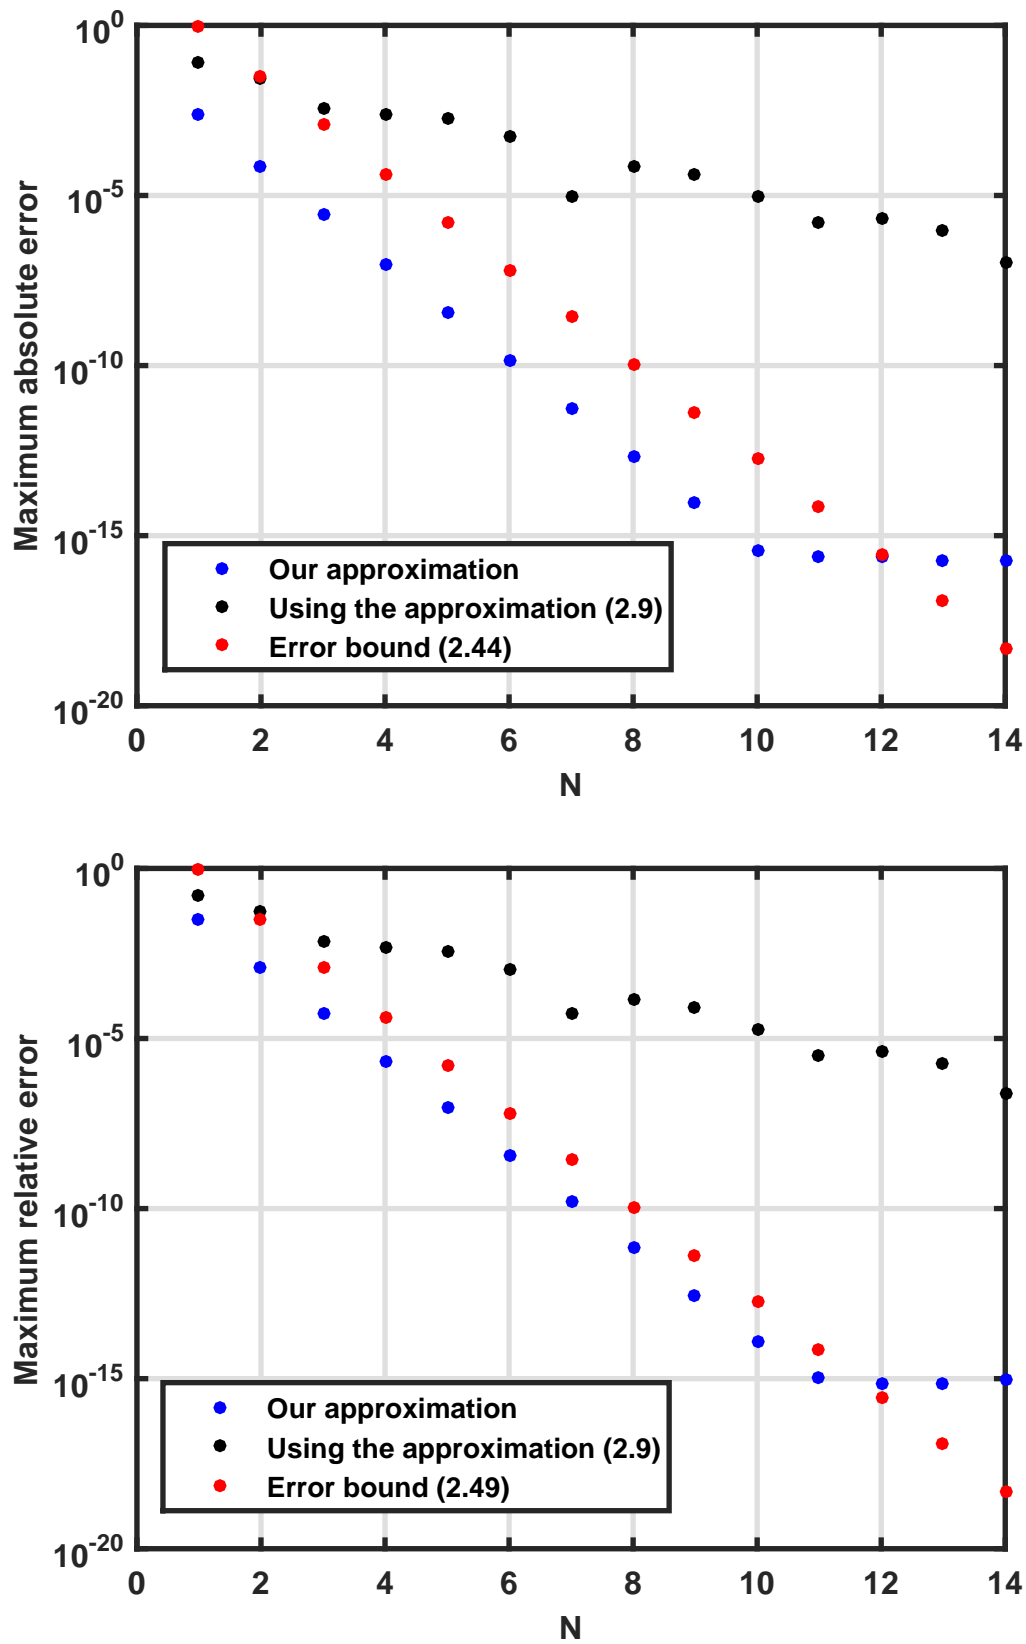 10^0
10^-5
10^-10
10^-15
10^-20
Maximum absolute error
Our approximation
Using the approximation (2.9)
Error bound (2.44)
0 2 4 6 8 10 12 14
N
10^0
10^-5
10^-10
10^-15
10^-20
Maximum relative error
Our approximation
Using the approximation (2.9)
Error bound (2.49)
0 2 4 6 8 10 12 14
N